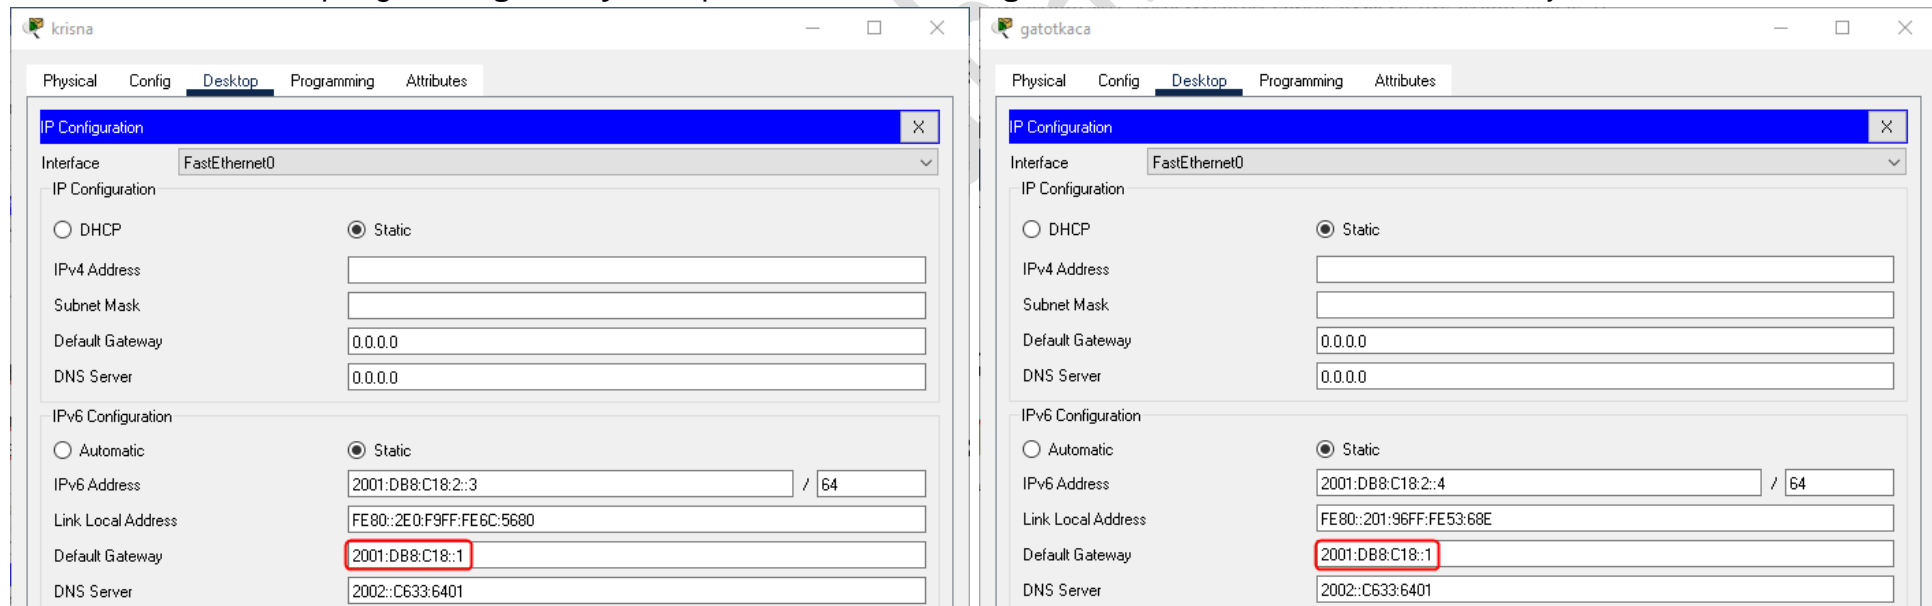 krisna
Physical Config Desktop Programming Attributes
IP Configuration X
Interface FastEthernet0
IP Configuration
DHCP Static
IPv4 Address
Subnet Mask
Default Gateway 0.0.0.0
DNS Server 0.0.0.0
IPv6 Configuration
Automatic Static
IPv6 Address 2001:DB8:C18:2::3 / 64
Link Local Address FE80::2E0:F9FF:FE6C:5680
Default Gateway 2001:DB8:C18::1
DNS Server 2002::C633:6401
gatotkaca
Physical Config Desktop Programming Attributes
IP Configuration X
Interface FastEthernet0
IP Configuration
DHCP Static
IPv4 Address
Subnet Mask
Default Gateway 0.0.0.0
DNS Server 0.0.0.0
IPv6 Configuration
Automatic Static
IPv6 Address 2001:DB8:C18:2::4 / 64
Link Local Address FE80::201:96FF:FE53:68E
Default Gateway 2001:DB8:C18::1
DNS Server 2002::C633:6401